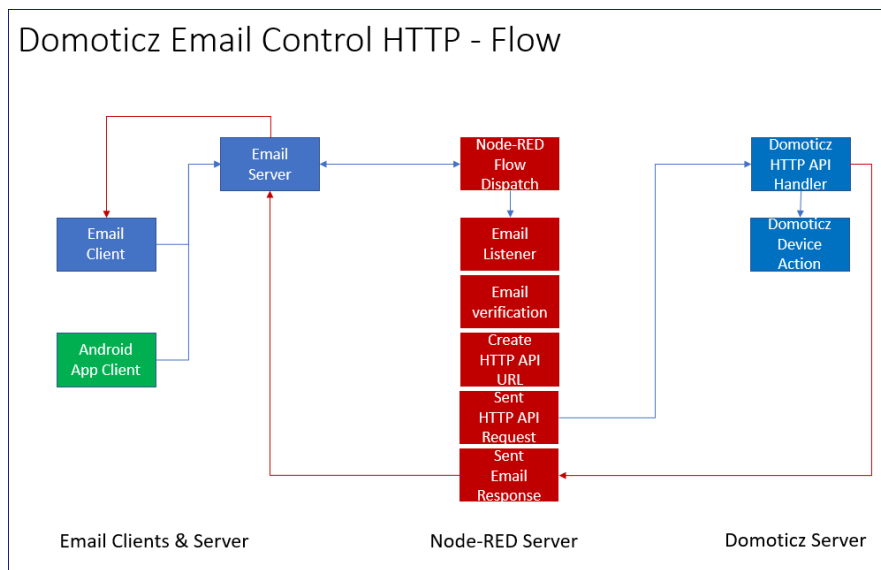 Domoticz Email Control HTTP - Flow
Email
Server
Node-RED
Flow
Dispatch
Domoticz
HTTP API
Handler
Email
Client
Email
Listener
Domoticz
Device
Action
Email
verification
Android
App Client
Create
HTTP API
URL
Sent
HTTP API
Request
Sent
Email
Response
Email Clients & Server
Node-RED Server
Domoticz Server